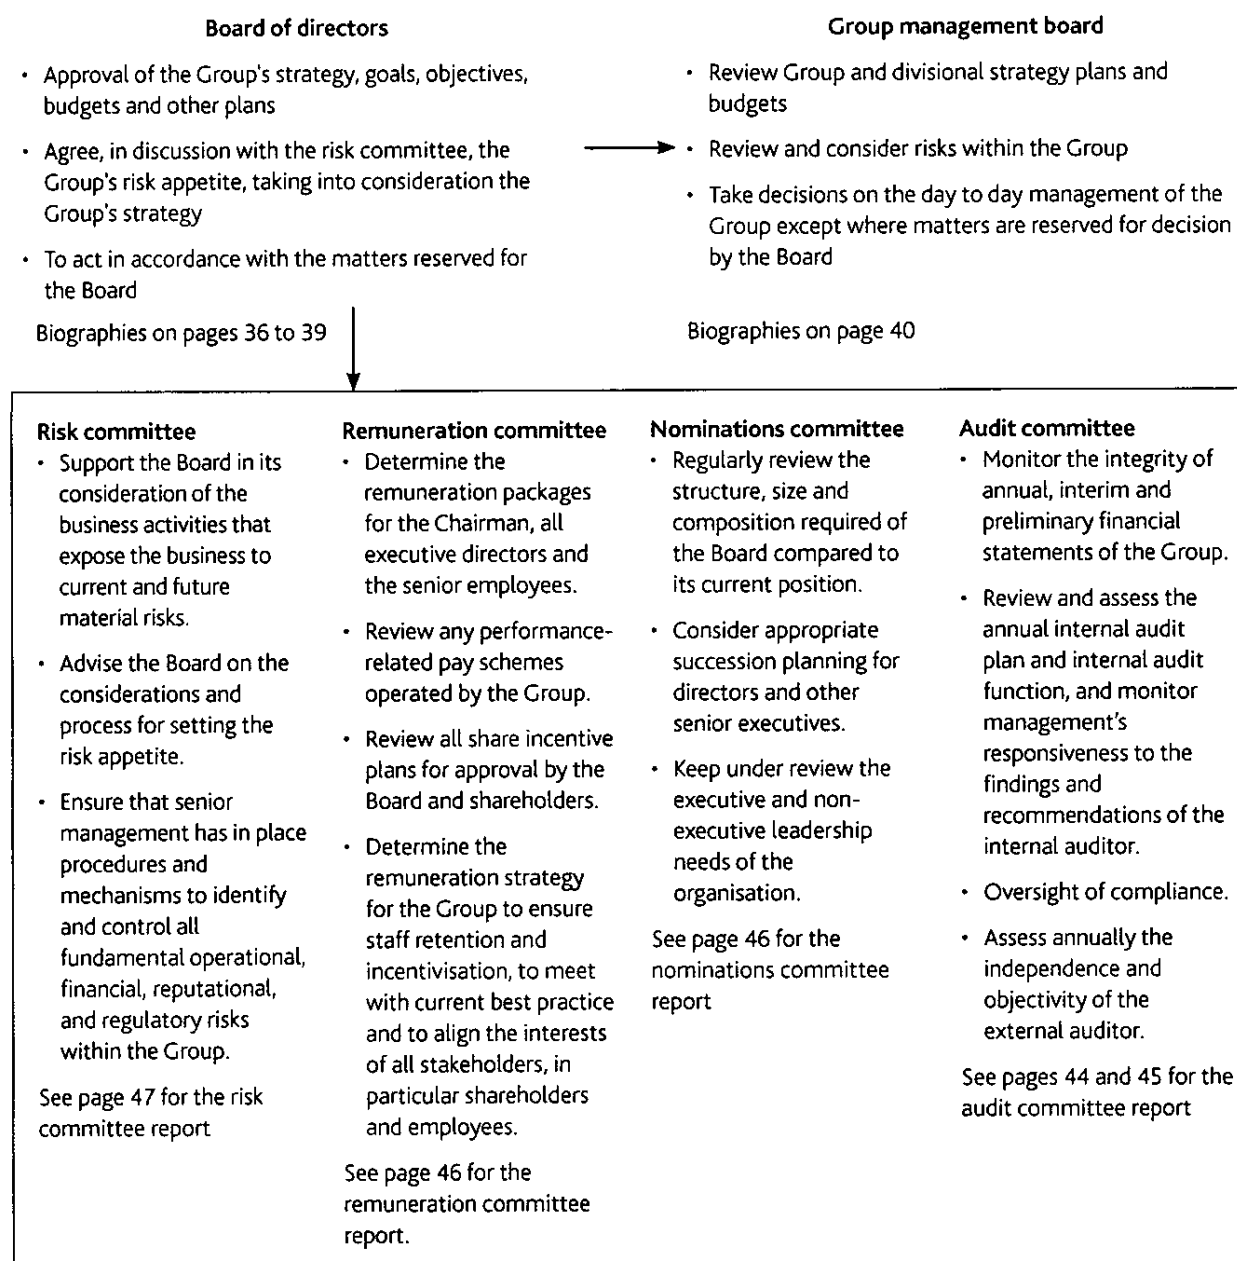 Board of directors
• Approval of the Group's strategy, goals, objectives,
budgets and other plans
• Agree, in discussion with the risk committee, the
Group's risk appetite, taking into consideration the
Group's strategy
• To act in accordance with the matters reserved for
the Board
Biographies on pages 36 to 39
Group management board
• Review Group and divisional strategy plans and
budgets
• Review and consider risks within the Group
• Take decisions on the day to day management of the
Group except where matters are reserved for decision
by the Board
Biographies on page 40
Risk committee
• Support the Board in its
consideration of the
business activities that
expose the business to
current and future
material risks.
• Advise the Board on the
considerations and
process for setting the
risk appetite.
• Ensure that senior
management has in place
procedures and
mechanisms to identify
and control all
fundamental operational,
financial, reputational,
and regulatory risks
within the Group.
See page 47 for the risk
committee report
Remuneration committee
• Determine the
remuneration packages
for the Chairman, all
executive directors and
the senior employees.
• Review any performance-
related pay schemes
operated by the Group.
• Review all share incentive
plans for approval by the
Board and shareholders.
• Determine the
remuneration strategy
for the Group to ensure
staff retention and
incentivisation, to meet
with current best practice
and to align the interests
of all stakeholders, in
particular shareholders
and employees.
See page 46 for the
remuneration committee
report.
Nominations committee
• Regularly review the
structure, size and
composition required of
the Board compared to
its current position.
• Consider appropriate
succession planning for
directors and other
senior executives.
• Keep under review the
executive and non-
executive leadership
needs of the
organisation.
See page 46 for the
nominations committee
report
Audit committee
• Monitor the integrity of
annual, interim and
preliminary financial
statements of the Group.
• Review and assess the
annual internal audit
plan and internal audit
function, and monitor
management's
responsiveness to the
findings and
recommendations of the
internal auditor.
• Oversight of compliance.
• Assess annually the
independence and
objectivity of the
external auditor.
See pages 44 and 45 for the
audit committee report